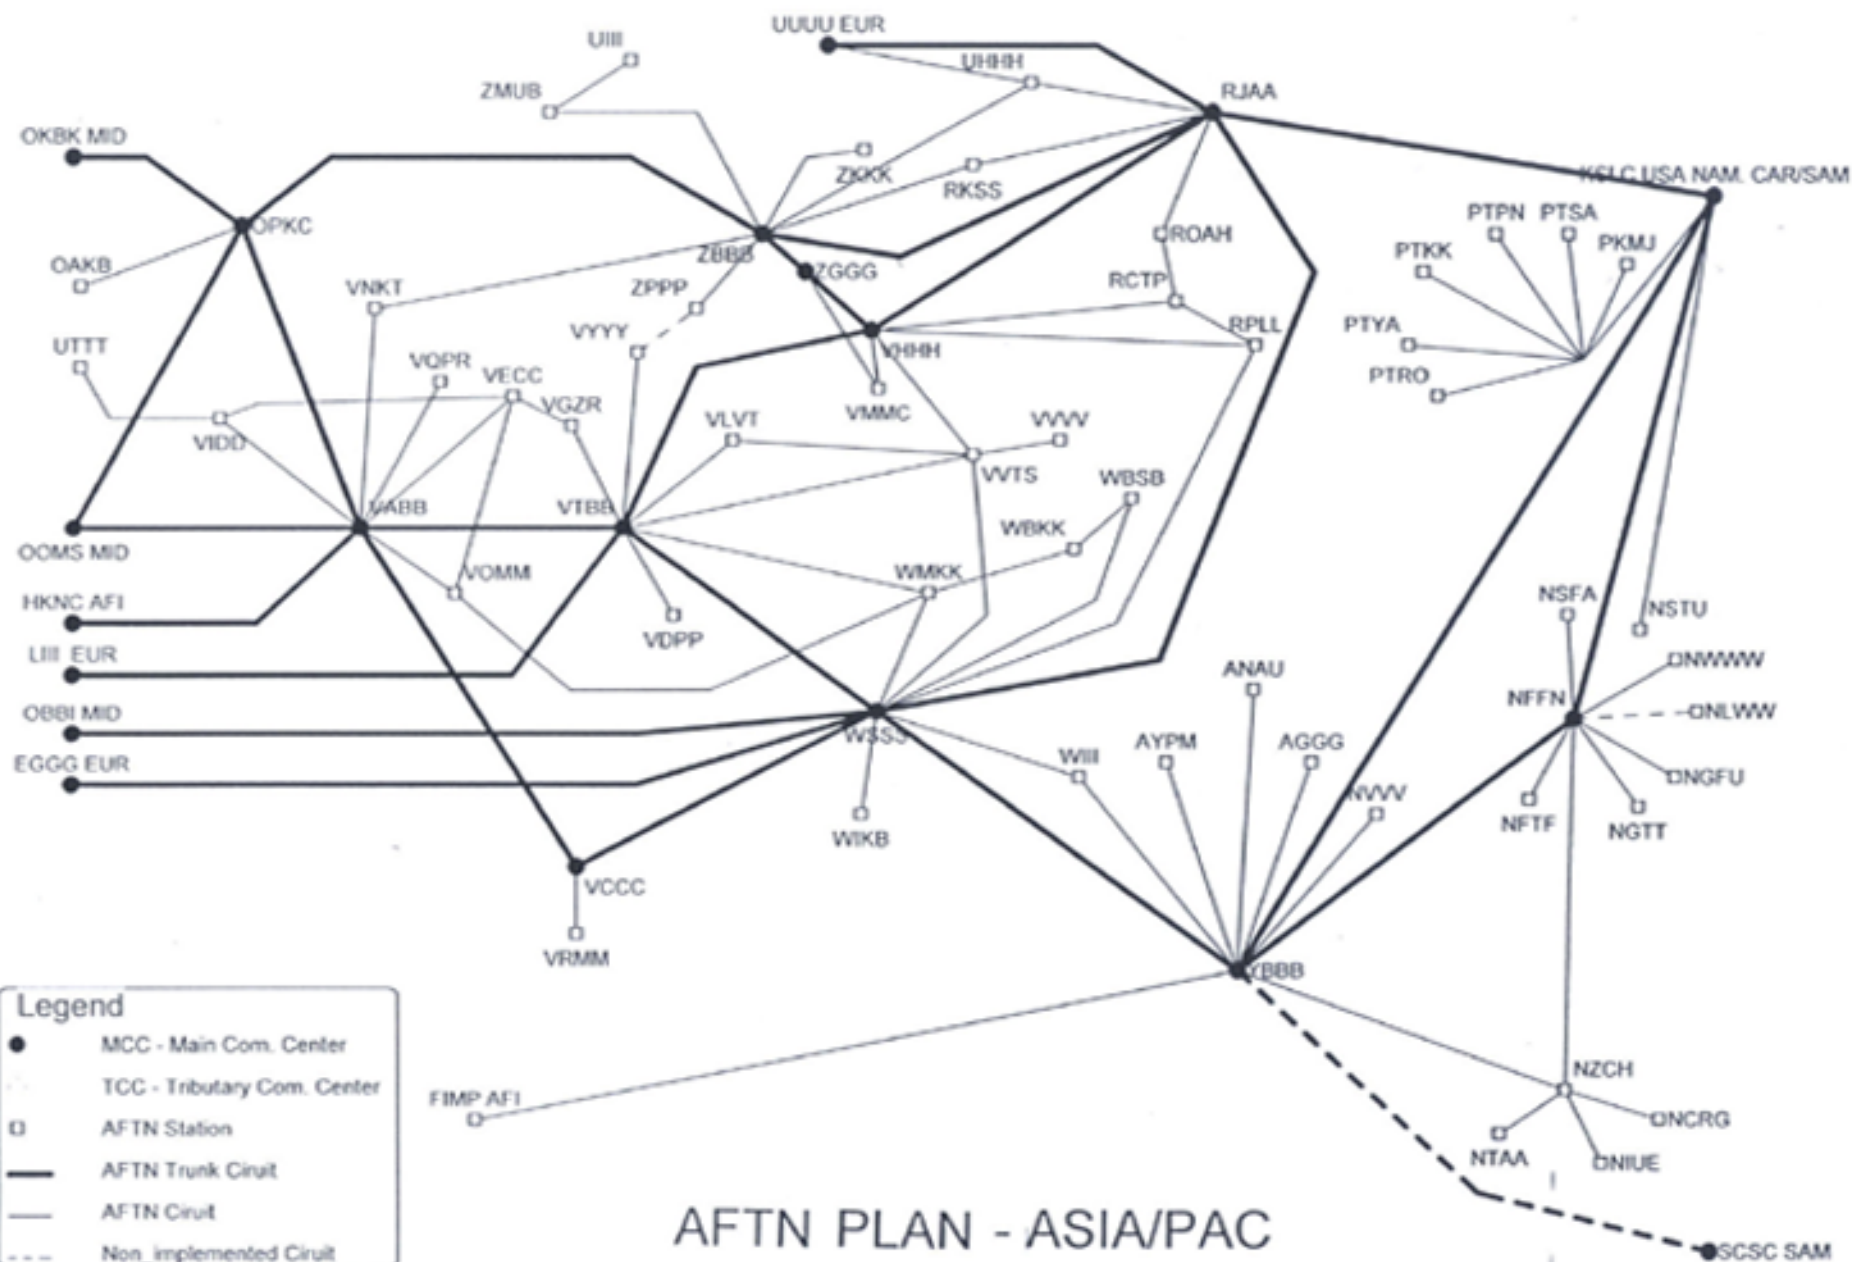 UUUU EUR
UIII
UHHH
ZMUB
RJAA
OKBK MID
ZKKK
RKSS
KSLC USA NAM. CAR/SAM
PTPN
PTSA
PKMJ
OPKC
ROAH
PTKK
ZBBB
ZGGG
OAKB
VNKT
ZPPP
RCTP
VYYY
RPLL
PTYA
UTTT
VQPR
VECC
VHHH
PTRO
VGZR
VMMC
VIDD
VLVT
VVVV
VVTS
WBSB
VABB
VTBB
WBKK
OOMS MID
VOMM
WMKK
HKNC AFI
VDPP
NSFA
NSTU
LIII EUR
NWWW
ANAU
NFFN
OBBI MID
NLWW
WSSS
EGGG EUR
WIII
AYPM
AGGG
NGFU
NVVV
WIKB
NFTF
NGTT
VCCC
VRMM
YBBB
Legend
MCC - Main Com. Center
TCC - Tributary Com. Center
AFTN Station
AFTN Trunk Ciruit
AFTN Ciruit
Non_implemented Ciruit
FIMP AFI
NZCH
NCRG
NTAA
NIUE
AFTN PLAN - ASIA/PAC
SCSC SAM